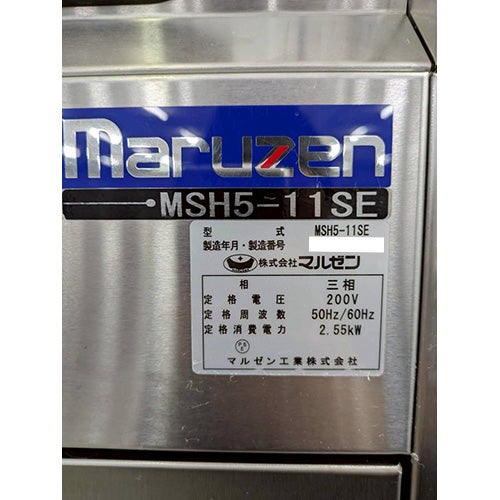 maruzen
MSH5-11SE
型 式 MSH5-11SE
製造年月・製造番号
株式会社 マルゼン
相 三相
定格電圧 200V
定格周波数 50Hz/60Hz
定格消費電力 2.55kW
PS
E
マルゼン工業株式会社